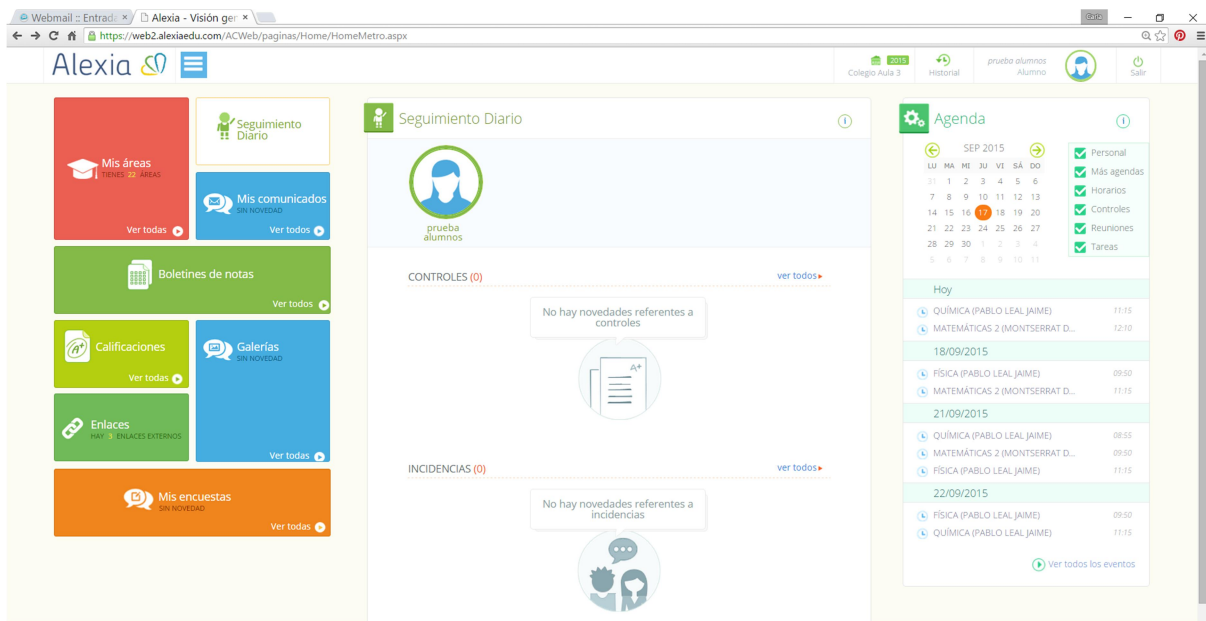 Webmail :: Entrada
Alexia - Visión ger
Carla
https://web2.alexiaedu.com/ACWeb/paginas/Home/HomeMetro.aspx
Alexia
2015
Colegio Aula 3
Historial
prueba alumnos
Alumno
Salir
Mis áreas
TIENES 22 ÁREAS
Ver todas
Seguimiento
Diario
Mis comunicados
SIN NOVEDAD
Ver todos
Boletines de notas
Ver todos
Calificaciones
Ver todas
Galerías
SIN NOVEDAD
Ver todas
Enlaces
HAY 3 ENLACES EXTERNOS
Mis encuestas
SIN NOVEDAD
Ver todas
Seguimiento Diario
prueba
alumnos
CONTROLES (0)
ver todos
No hay novedades referentes a
controles
A+
INCIDENCIAS (0)
ver todos
No hay novedades referentes a
incidencias
Agenda
SEP 2015
LU MA MI JU VI SÁ DO
31 1 2 3 4 5 6
7 8 9 10 11 12 13
14 15 16 17 18 19 20
21 22 23 24 25 26 27
28 29 30 1 2 3 4
5 6 7 8 9 10 11
Personal
Más agendas
Horarios
Controles
Reuniones
Tareas
Hoy
QUÍMICA (PABLO LEAL JAIME) 11:15
MATEMÁTICAS 2 (MONTSERRAT D... 12:10
18/09/2015
FÍSICA (PABLO LEAL JAIME) 09:50
MATEMÁTICAS 2 (MONTSERRAT D... 11:15
21/09/2015
QUÍMICA (PABLO LEAL JAIME) 08:55
MATEMÁTICAS 2 (MONTSERRAT D... 09:50
FÍSICA (PABLO LEAL JAIME) 11:15
22/09/2015
FÍSICA (PABLO LEAL JAIME) 09:50
QUÍMICA (PABLO LEAL JAIME) 11:15
Ver todos los eventos